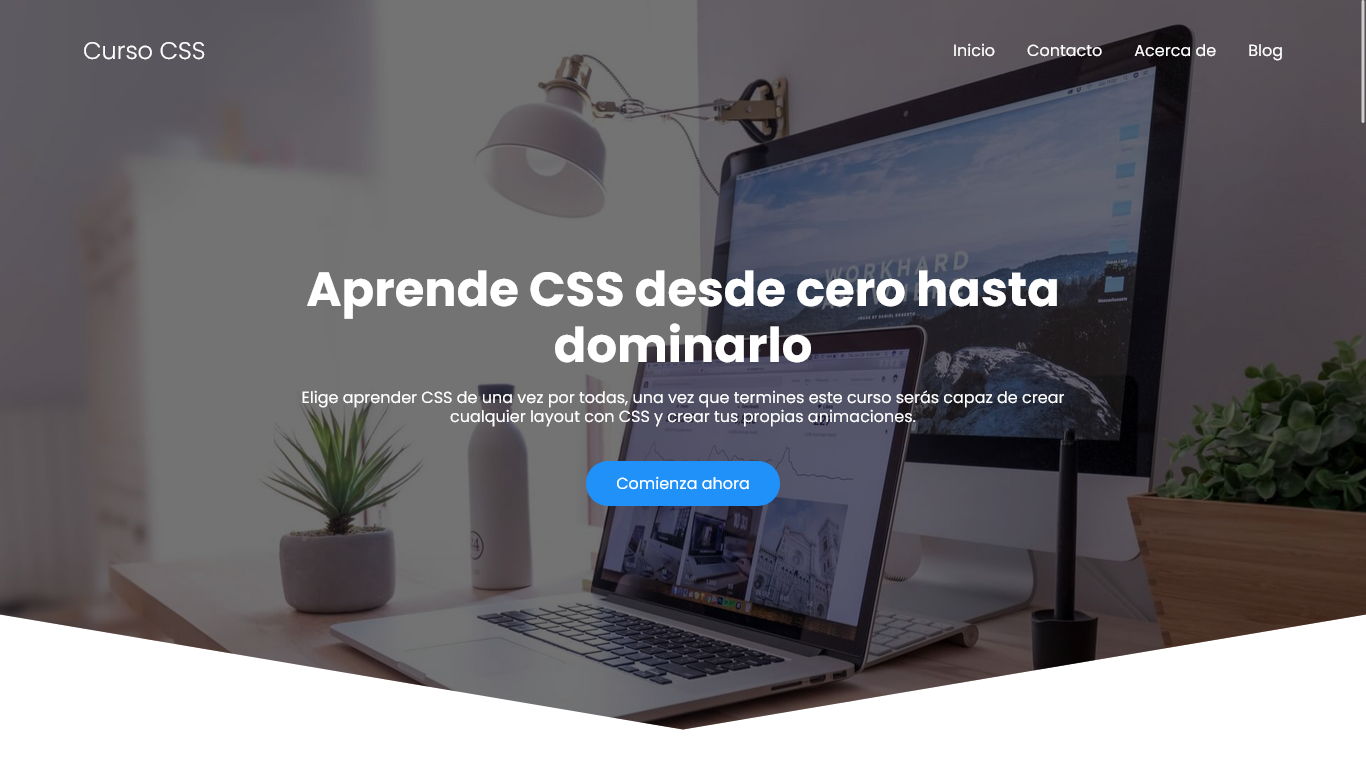 Curso CSS
Inicio Contacto Acerca de Blog
WORKHARD
Aprende CSS desde cero hasta
dominarlo
Elige aprender CSS de una vez por todas, una vez que termines este curso serás capaz de crear
cualquier layout con CSS y crear tus propias animaciones.
Comienza ahora